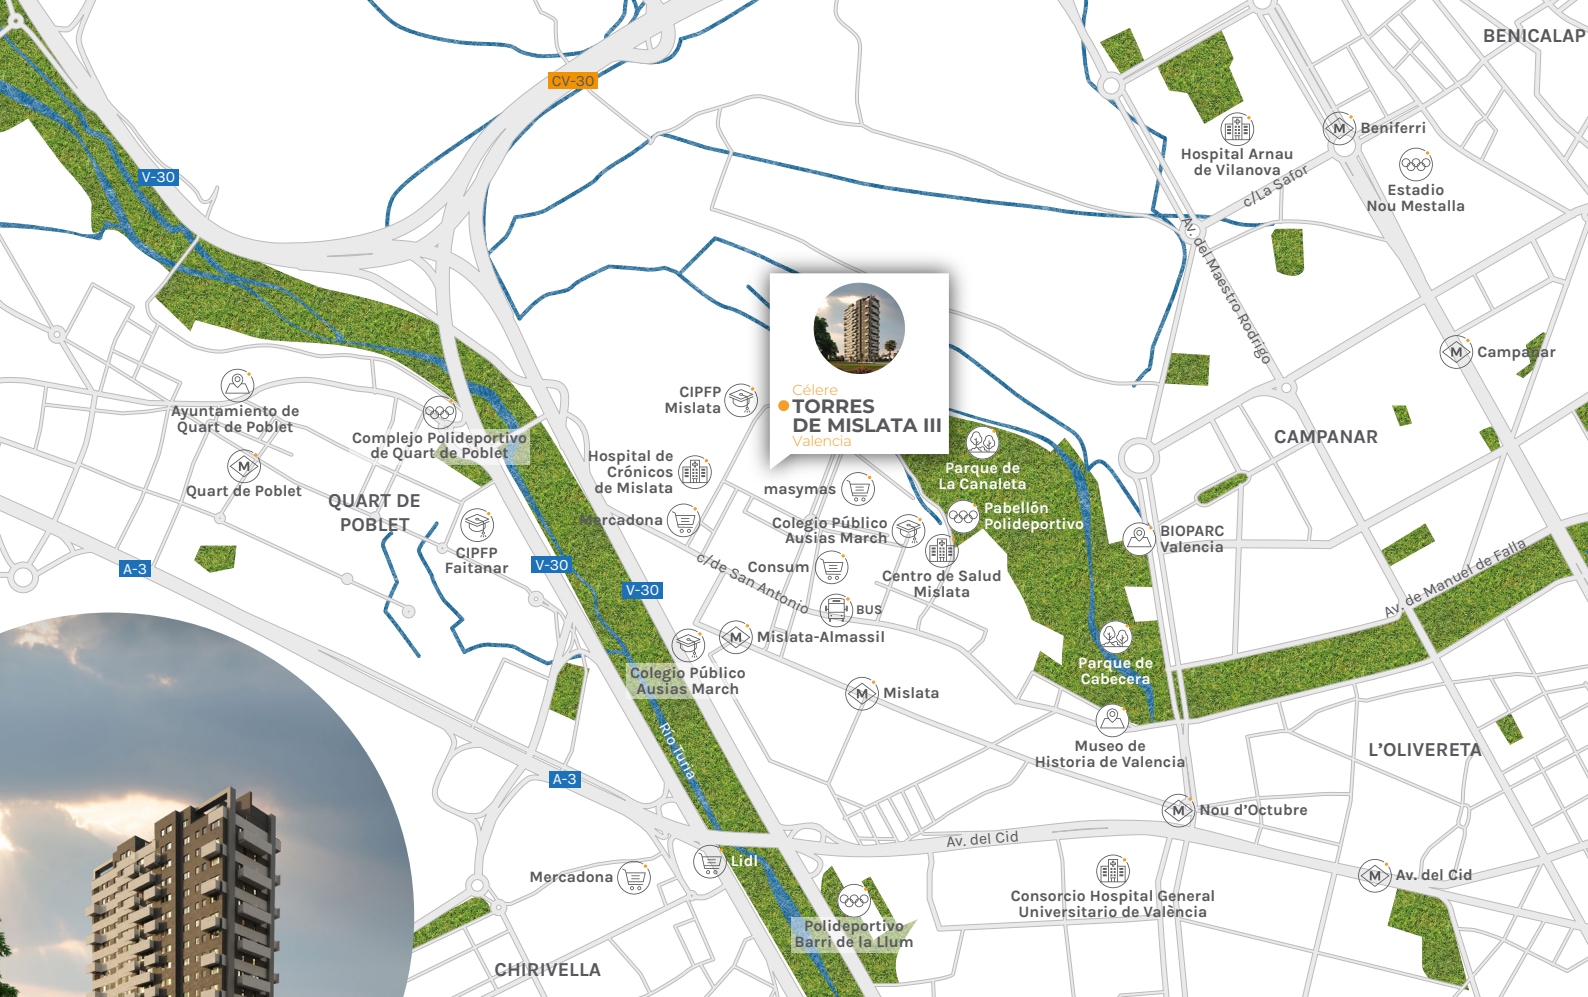 BENICALAP
CV-30
Beniferri
Hospital Arnau
de Vilanova
Estadio
Nou Mestalla
c/La Safor
V-30
Av. del Maestro Rodrigo
Campanar
Célere
TORRES
DE MISLATA III
Valencia
CIPFP
Mislata
Ayuntamiento de
Quart de Poblet
Complejo Polideportivo
de Quart de Poblet
CAMPANAR
Hospital de
Crónicos
de Mislata
Parque de
La Canaleta
M
Quart de Poblet
masymas
QUART DE
POBLET
Mercadona
Colegio Público
Ausias March
Pabellón
Polideportivo
BIOPARC
Valencia
CIPFP
Faitanar
A-3
V-30
V-30
c/de San Antonio
Consum
Centro de Salud
Mislata
Av. de Manuel de Falla
BUS
M
Mislata-Almassil
Colegio Público
Ausias March
Parque de
Cabecera
M
Mislata
Río Turia
Museo de
Historia de Valencia
L'OLIVERETA
A-3
M
Nou d'Octubre
Av. del Cid
Lidl
Mercadona
M
Av. del Cid
Consorcio Hospital General
Universitario de València
Polideportivo
Barri de la Llum
CHIRIVELLA
M
M